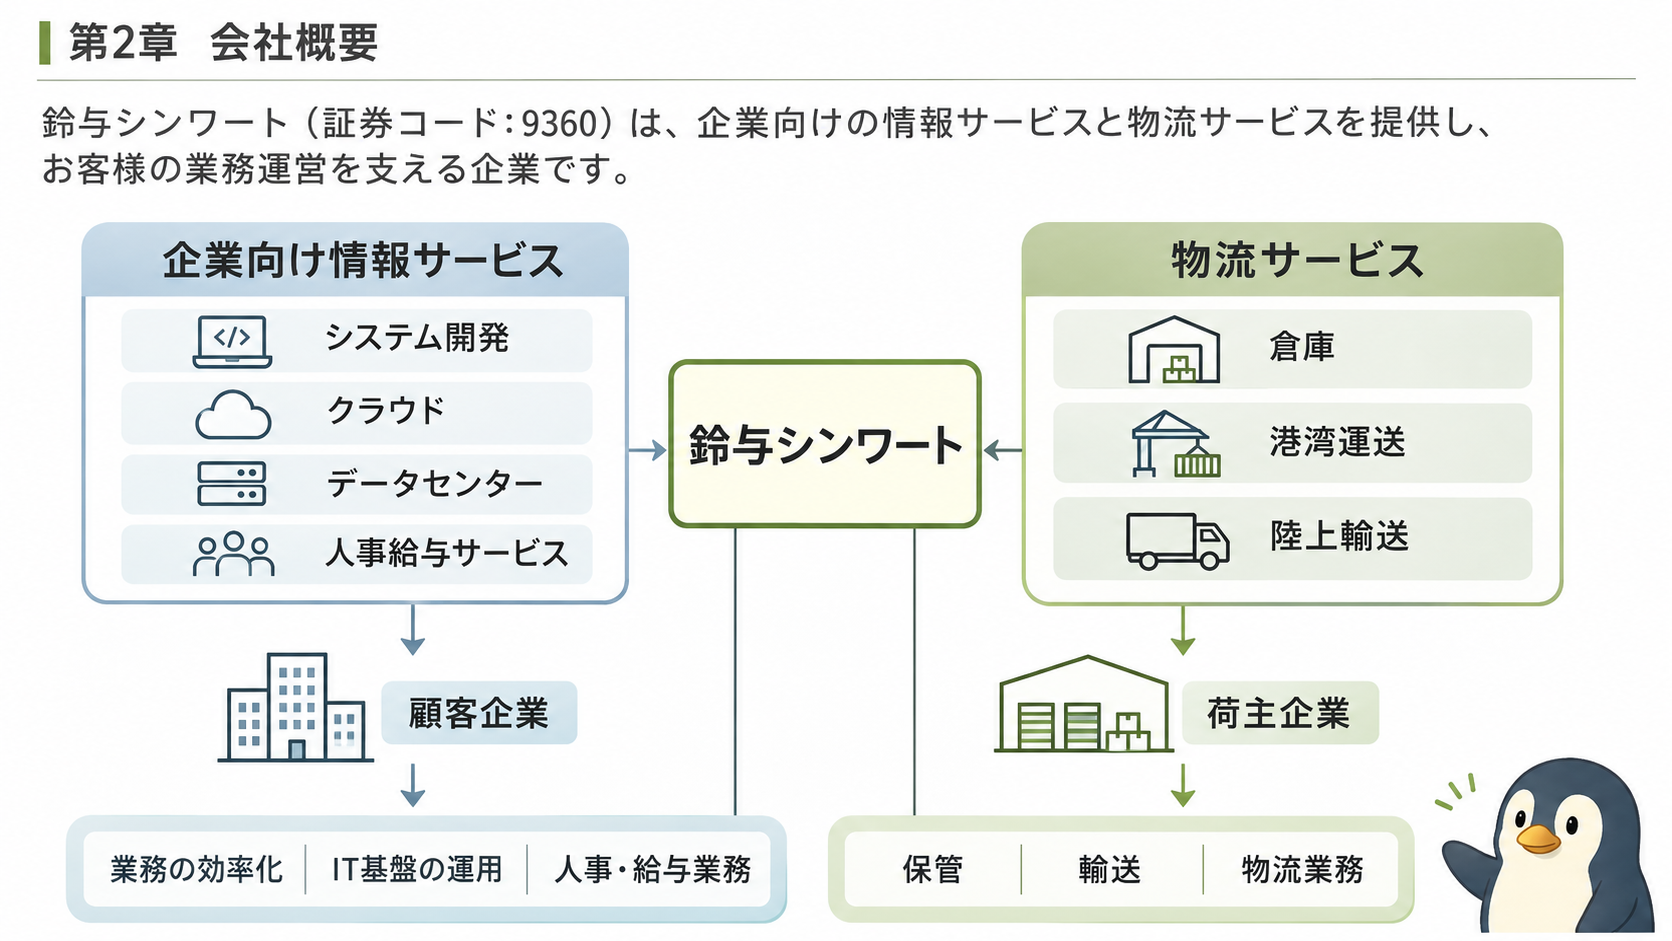 第2章 会社概要
鈴与シンワート（証券コード：9360）は、企業向けの情報サービスと物流サービスを提供し、
お客様の業務運営を支える企業です。
企業向け情報サービス
システム開発
クラウド
データセンター
人事給与サービス
鈴与シンワート
物流サービス
倉庫
港湾運送
陸上輸送
顧客企業
荷主企業
業務の効率化
IT基盤の運用
人事・給与業務
保管
輸送
物流業務